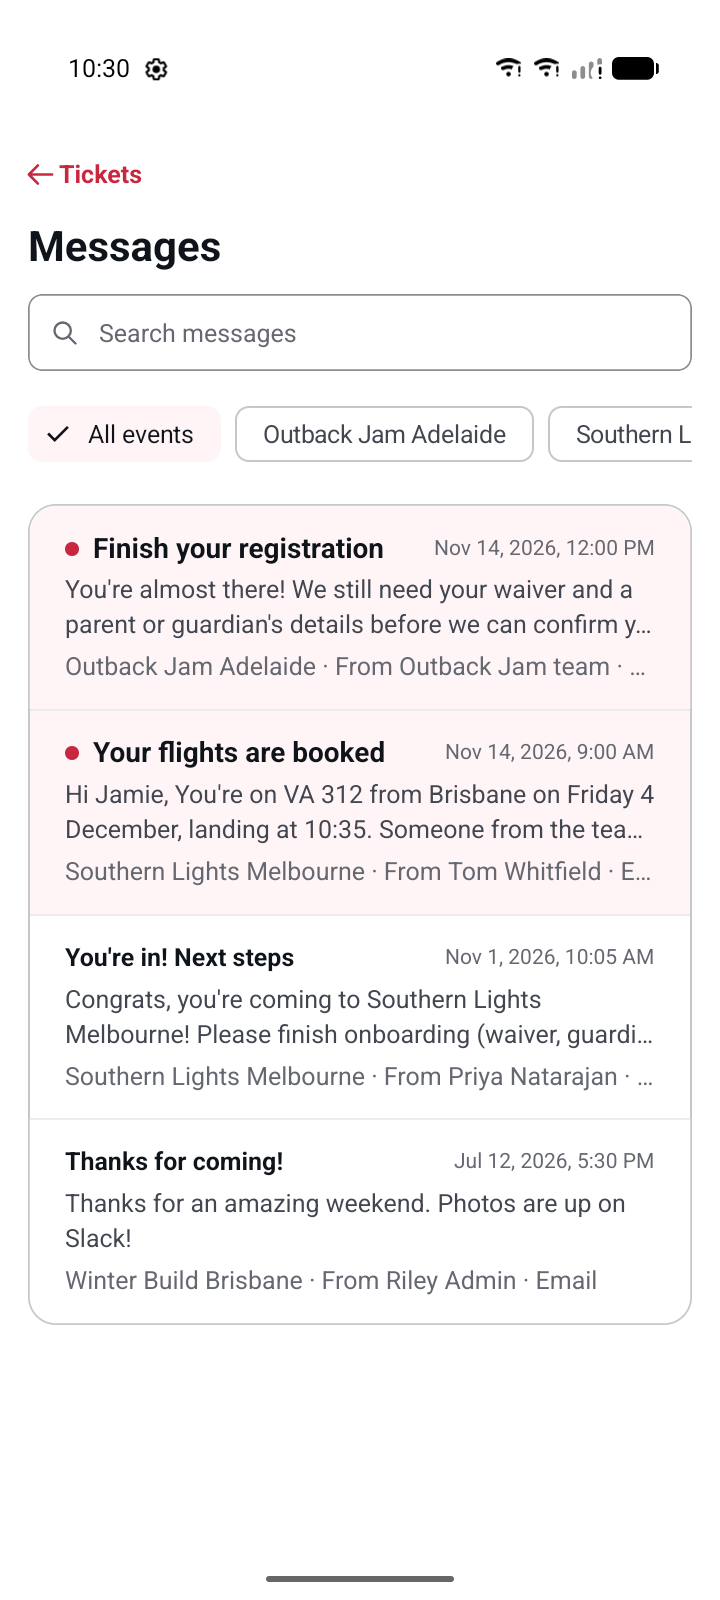 10:30
Tickets
Messages
Search messages
All events
Outback Jam Adelaide
Southern L
Finish your registration
Nov 14, 2026, 12:00 PM
You're almost there! We still need your waiver and a
parent or guardian's details before we can confirm y…
Outback Jam Adelaide · From Outback Jam team · …
Your flights are booked
Nov 14, 2026, 9:00 AM
Hi Jamie, You're on VA 312 from Brisbane on Friday 4
December, landing at 10:35. Someone from the tea…
Southern Lights Melbourne · From Tom Whitfield · E…
You're in! Next steps
Nov 1, 2026, 10:05 AM
Congrats, you're coming to Southern Lights
Melbourne! Please finish onboarding (waiver, guardi…
Southern Lights Melbourne · From Priya Natarajan · …
Thanks for coming!
Jul 12, 2026, 5:30 PM
Thanks for an amazing weekend. Photos are up on
Slack!
Winter Build Brisbane · From Riley Admin · Email